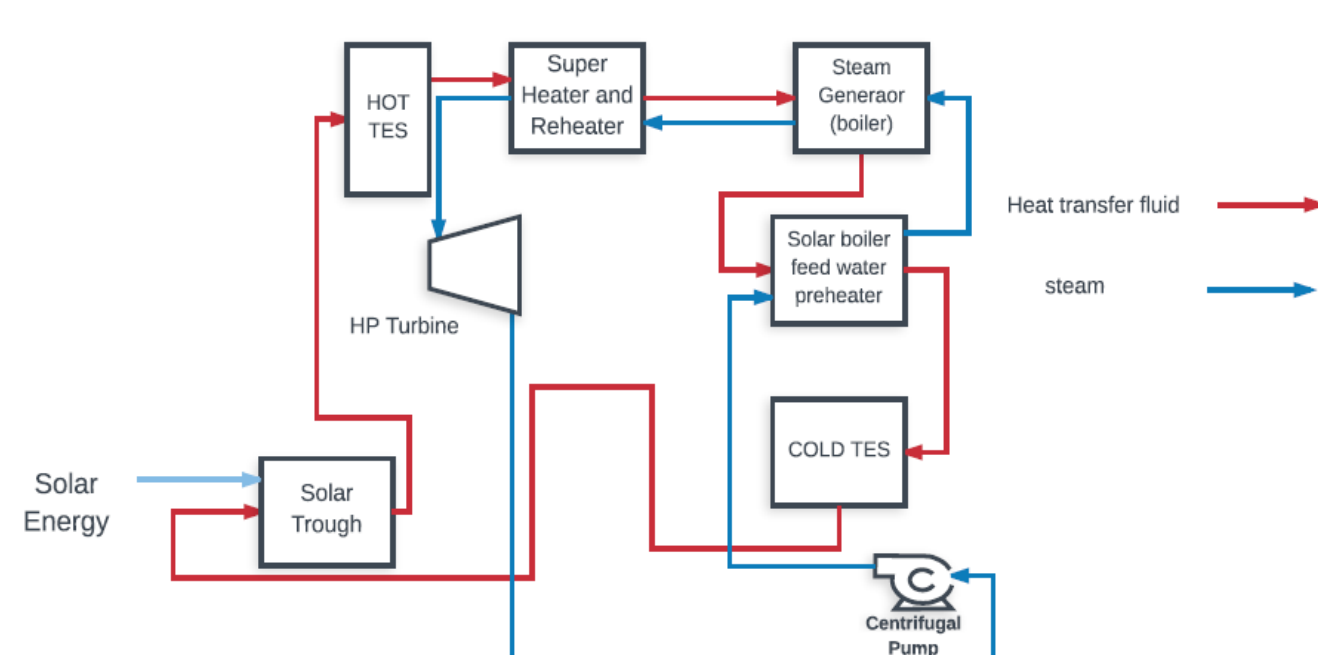 HOT
TES
Super
Heater and
Reheater
Steam
Generaor
(boiler)
Heat transfer fluid
steam
Solar boiler
feed water
preheater
HP Turbine
COLD TES
Solar
Energy
Solar
Trough
C
Centrifugal
Pump